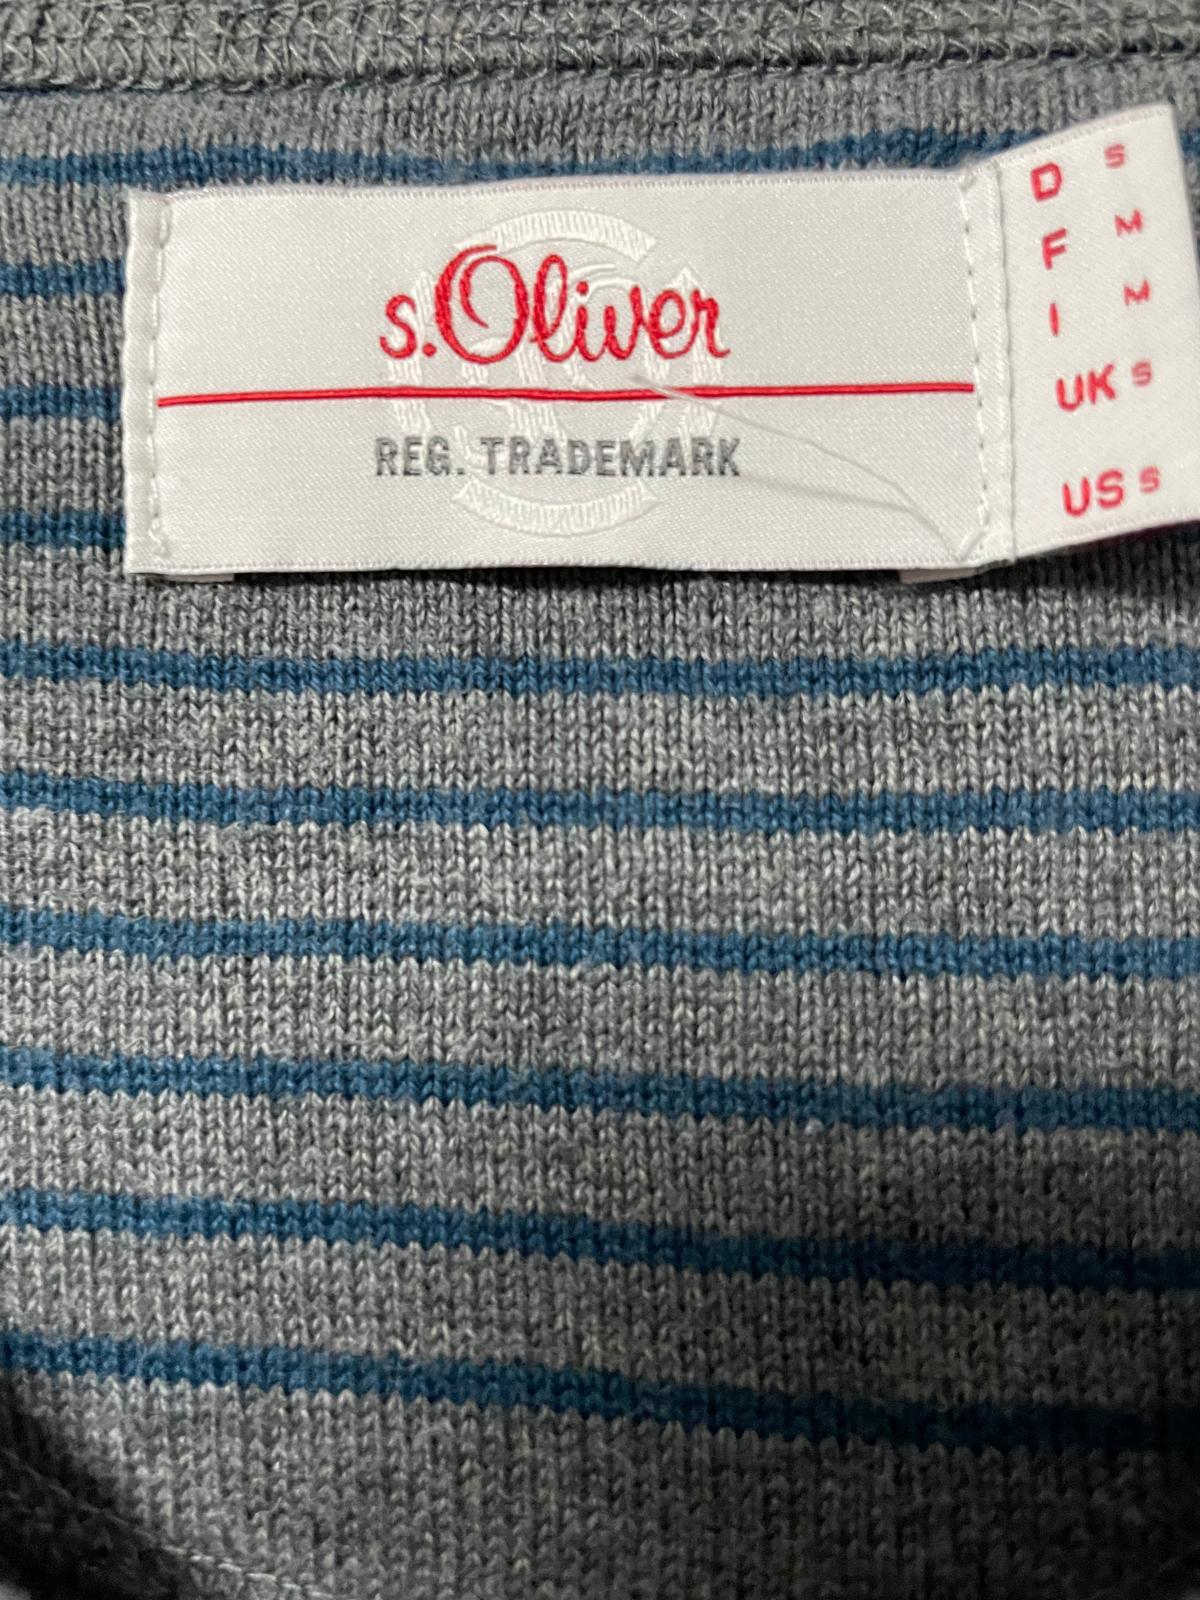 s.Oliver
REG. TRADEMARK
D S
F M
I M
UK S
US S